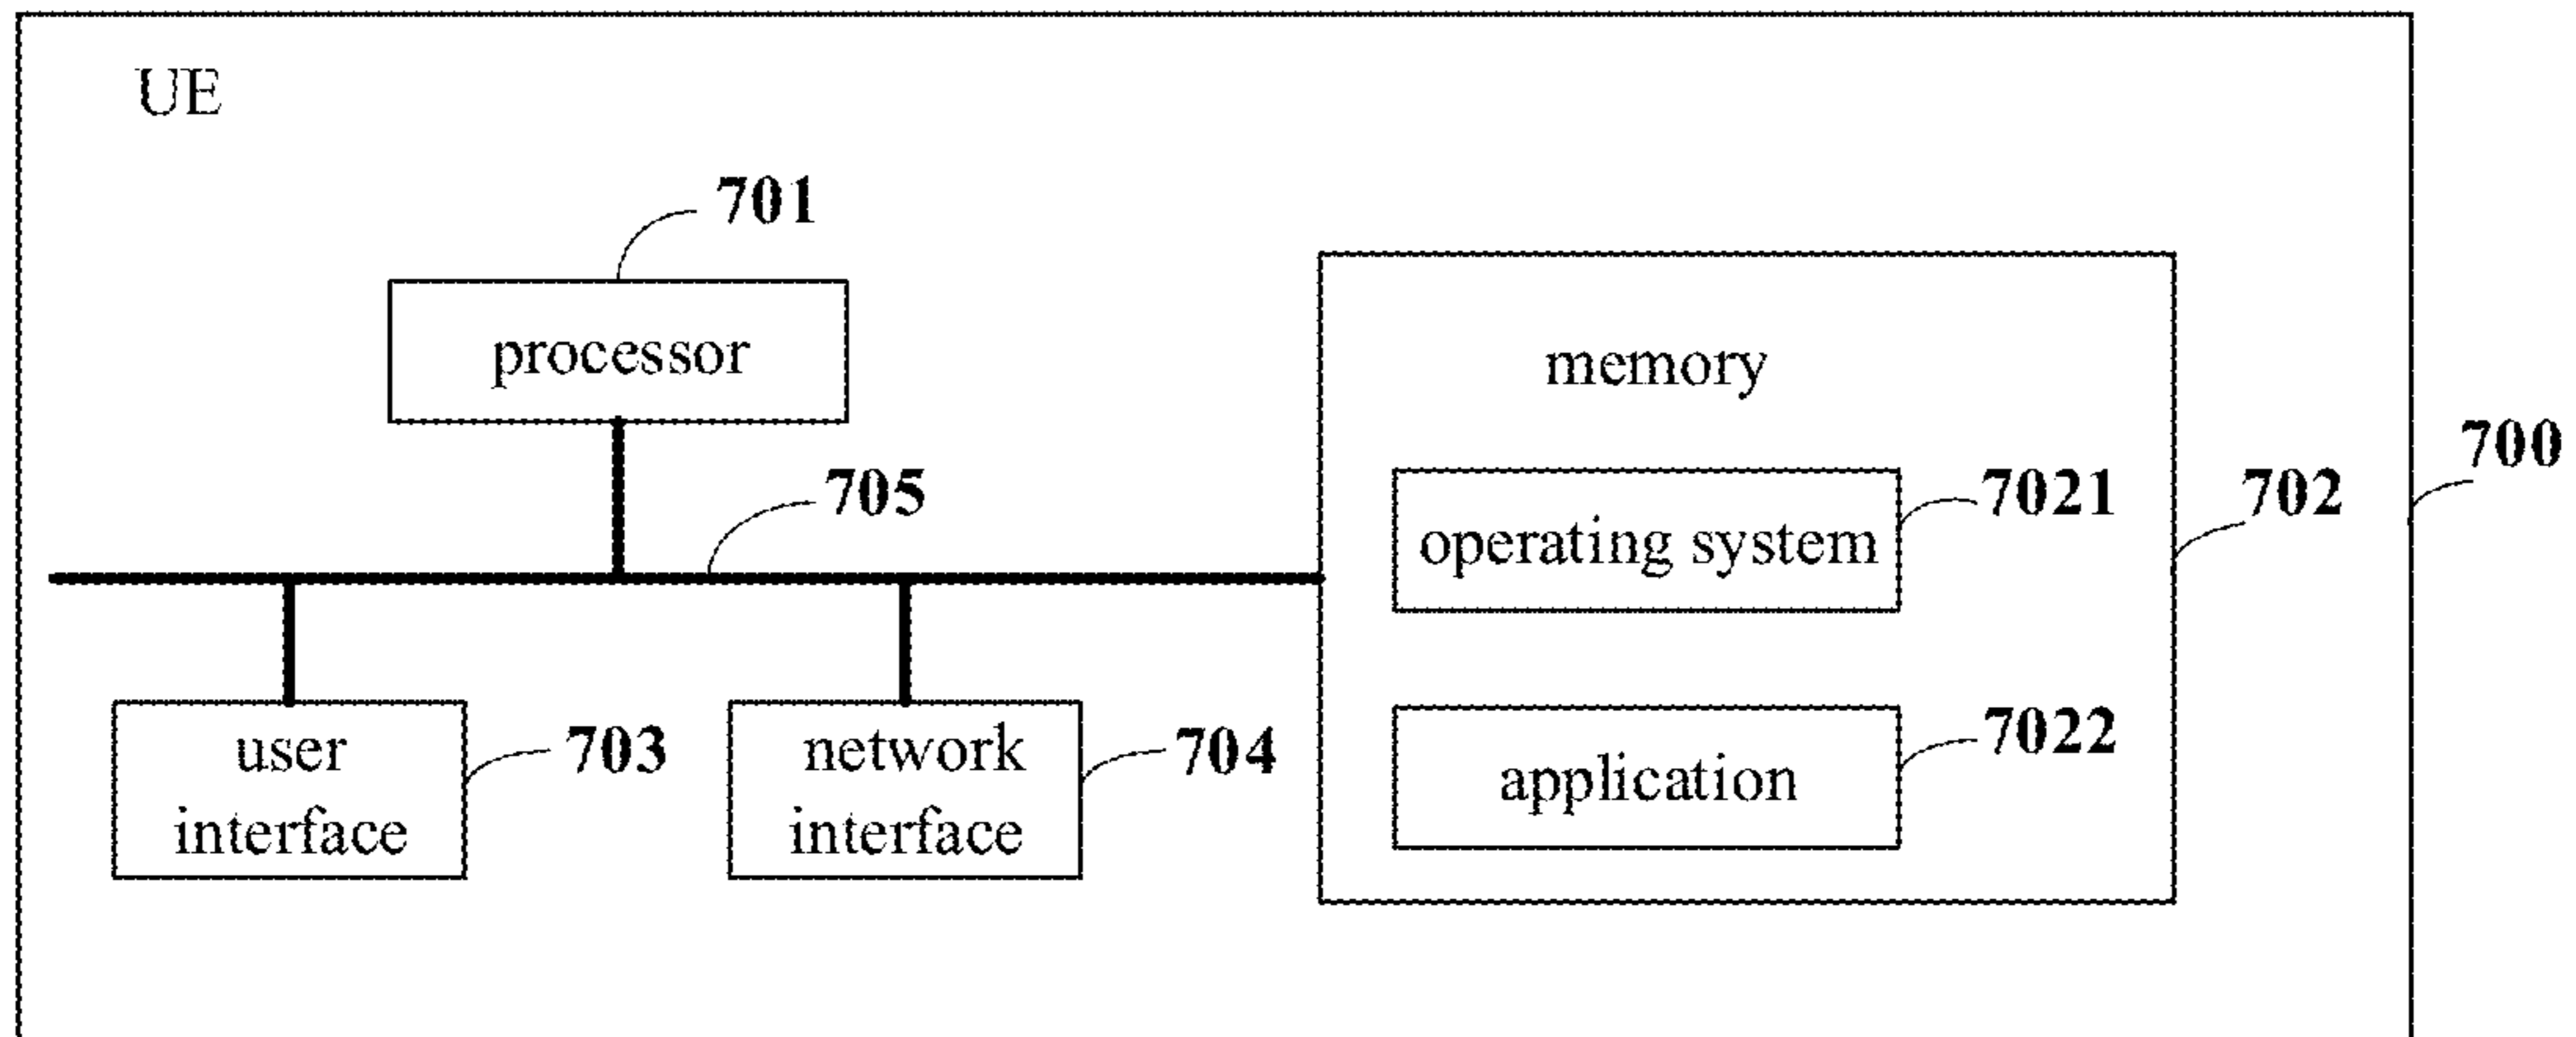 UE
701
processor
705
memory
700
7021
702
operating system
user
interface
703
network
interface
704
7022
application